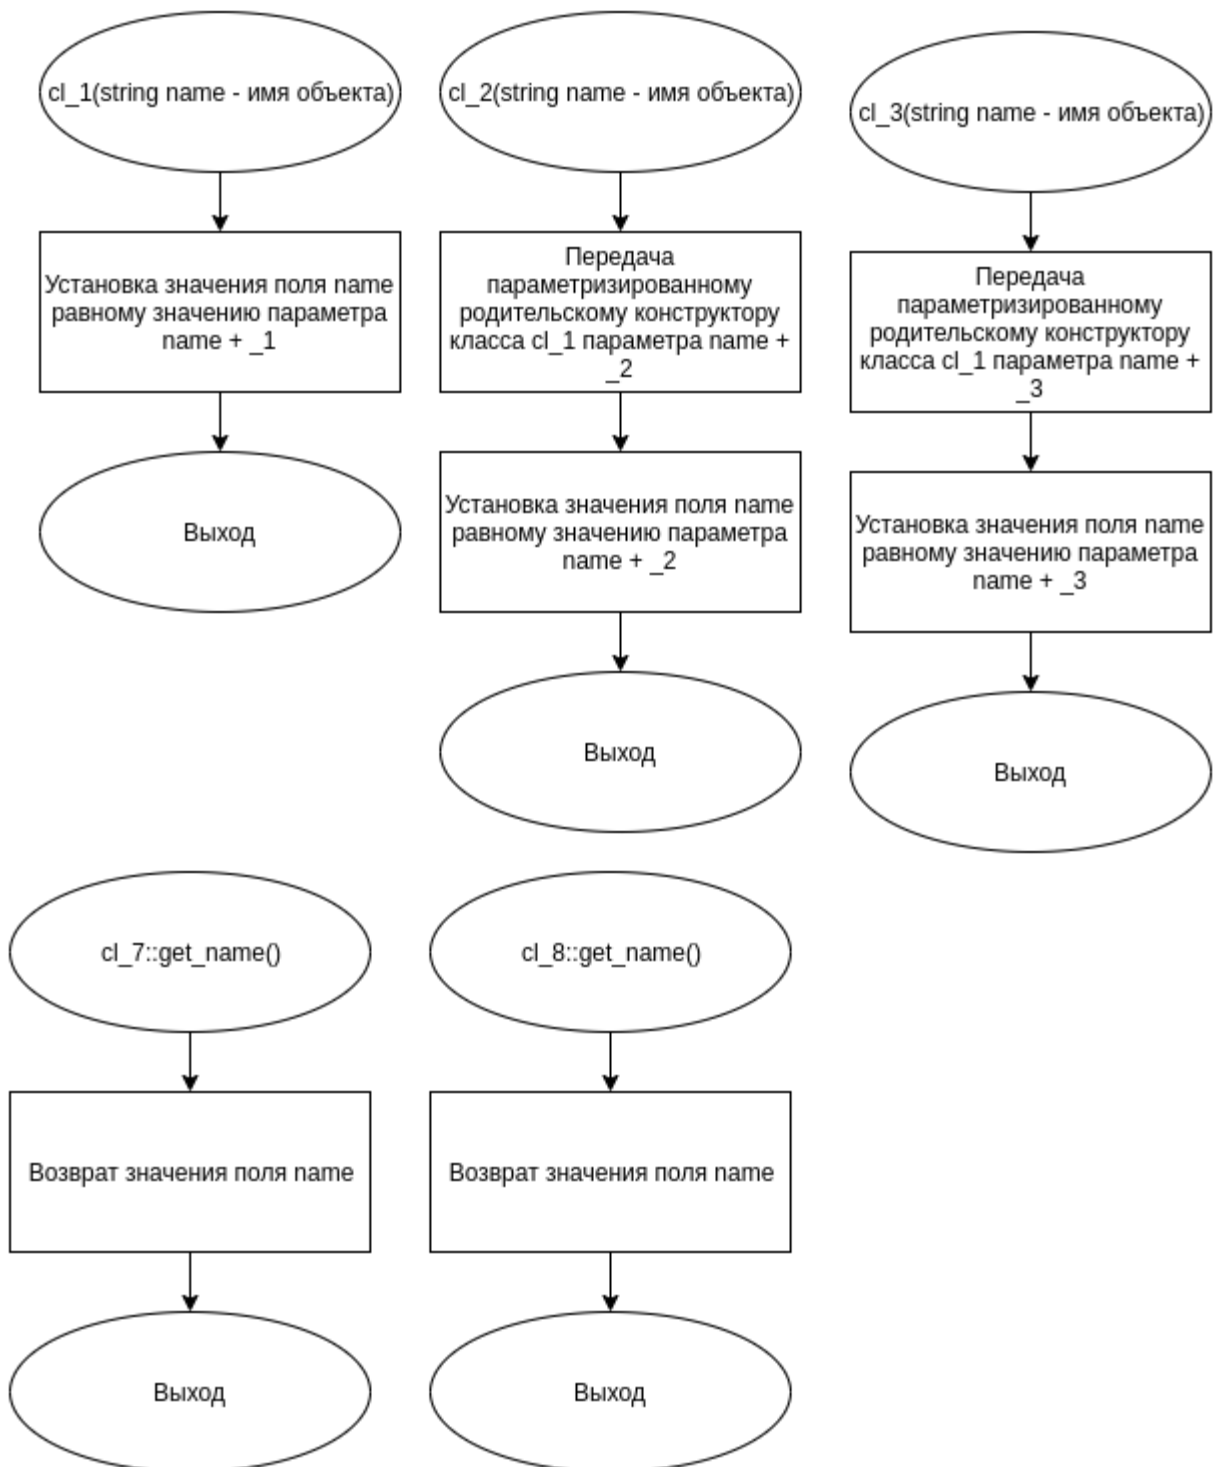 cl_1(string name - имя объекта)
Установка значения поля name
равному значению параметра
name + _1
Выход
cl_2(string name - имя объекта)
Передача
параметризированному
родительскому конструктору
класса cl_1 параметра name +
_2
Установка значения поля name
равному значению параметра
name + _2
Выход
cl_3(string name - имя объекта)
Передача
параметризированному
родительскому конструктору
класса cl_1 параметра name +
_3
Установка значения поля name
равному значению параметра
name + _3
Выход
cl_7::get_name()
Возврат значения поля name
Выход
cl_8::get_name()
Возврат значения поля name
Выход